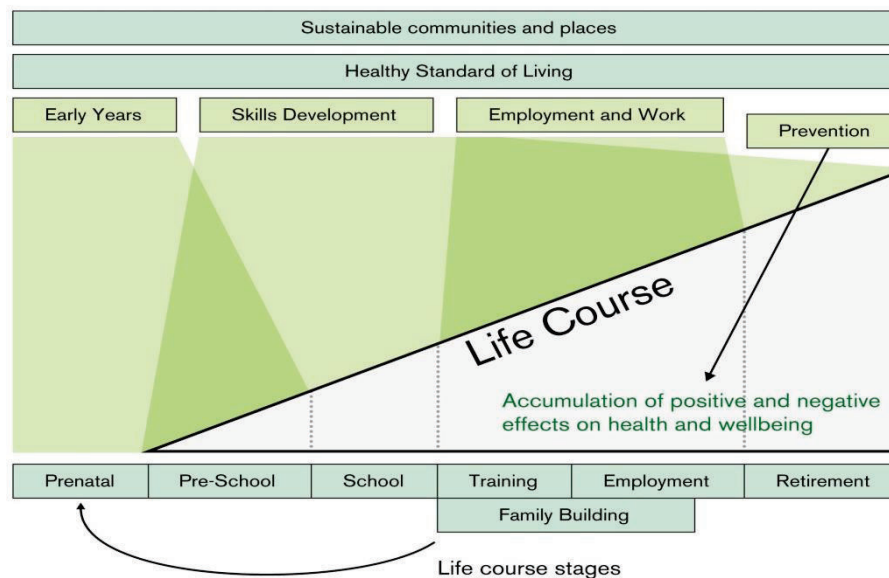 Sustainable communities and places
Healthy Standard of Living
Early Years
Skills Development
Employment and Work
Prevention
Life Course
Accumulation of positive and negative
effects on health and wellbeing
Prenatal
Pre-School
School
Training
Employment
Retirement
Family Building
Life course stages